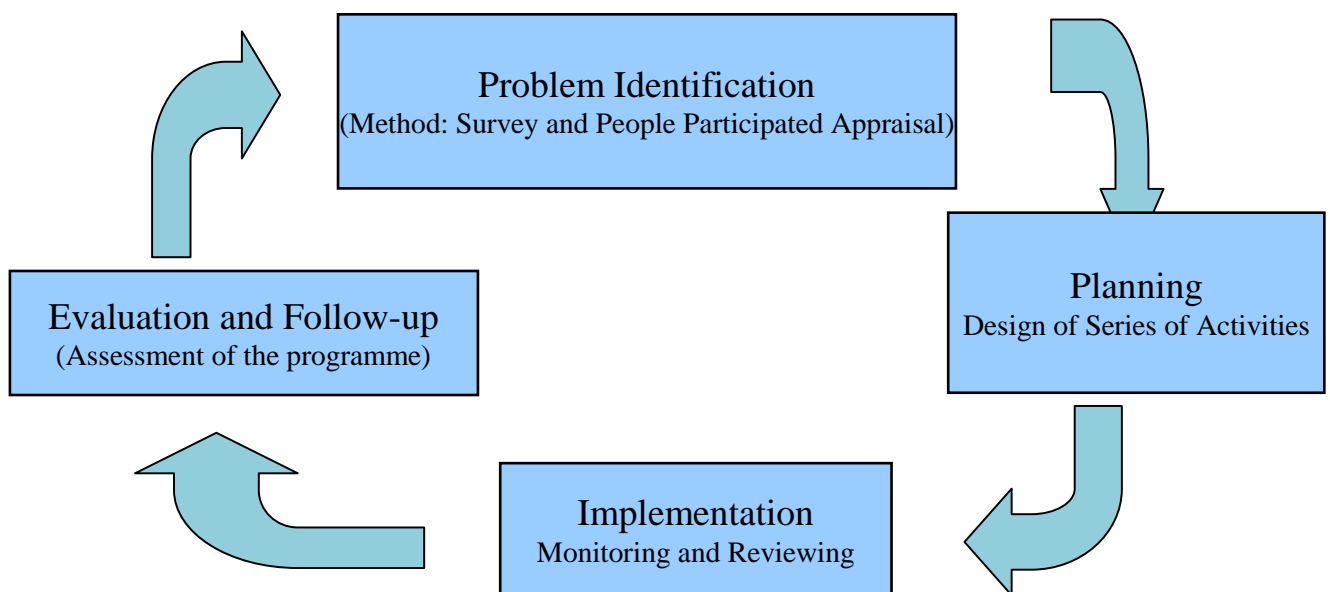 Problem Identification
(Method: Survey and People Participated Appraisal)
Planning
Design of Series of Activities
Evaluation and Follow-up
(Assessment of the programme)
Implementation
Monitoring and Reviewing